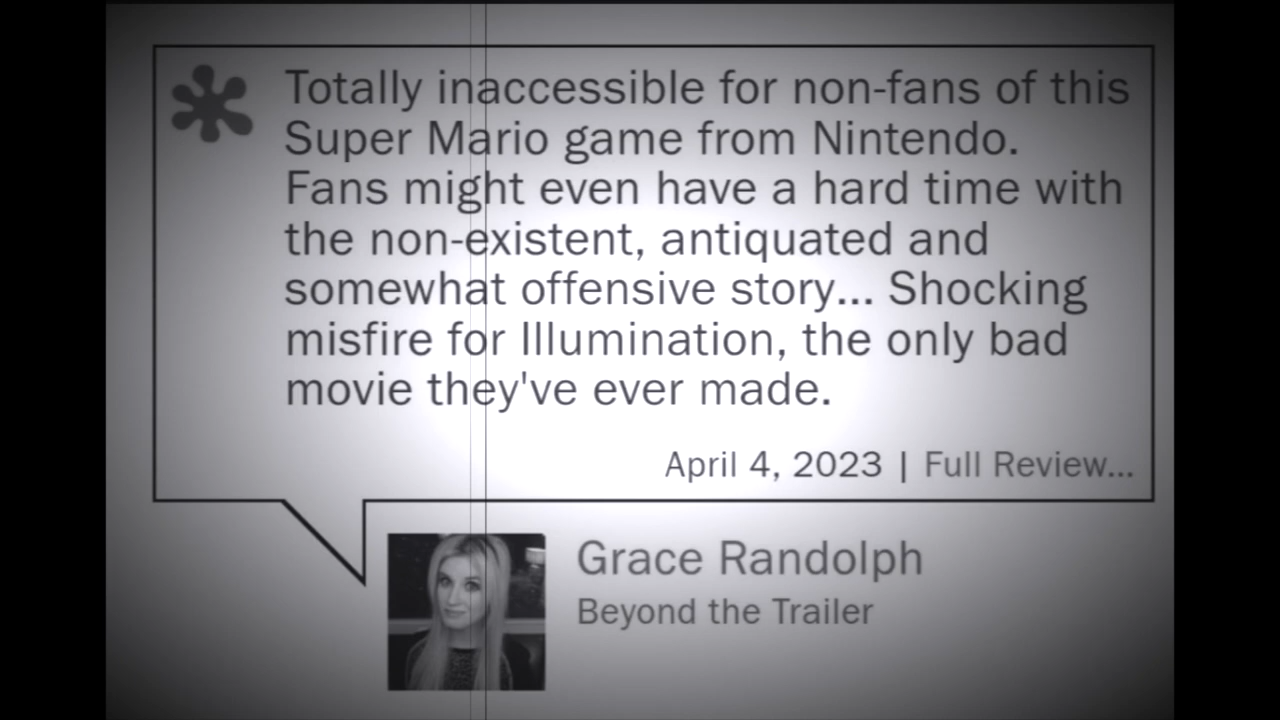 Totally inaccessible for non-fans of this
Super Mario game from Nintendo.
Fans might even have a hard time with
the non-existent, antiquated and
somewhat offensive story... Shocking
misfire for Illumination, the only bad
movie they've ever made.
April 4, 2023 | Full Review...
Grace Randolph
Beyond the Trailer